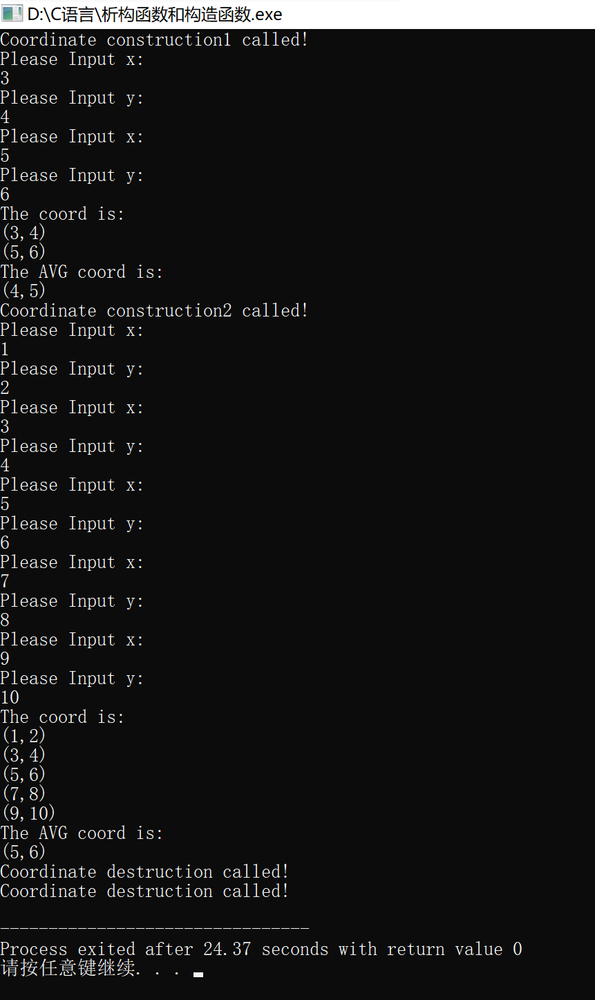 D:\C语言\析构函数和构造函数.exe
Coordinate construction1 called!
Please Input x:
3
Please Input y:
4
Please Input x:
5
Please Input y:
6
The coord is:
(3,4)
(5,6)
The AVG coord is:
(4,5)
Coordinate construction2 called!
Please Input x:
1
Please Input y:
2
Please Input x:
3
Please Input y:
4
Please Input x:
5
Please Input y:
6
Please Input x:
7
Please Input y:
8
Please Input x:
9
Please Input y:
10
The coord is:
(1,2)
(3,4)
(5,6)
(7,8)
(9,10)
The AVG coord is:
(5,6)
Coordinate destruction called!
Coordinate destruction called!
--------------------------------
Process exited after 24.37 seconds with return value 0
请按任意键继续. . .